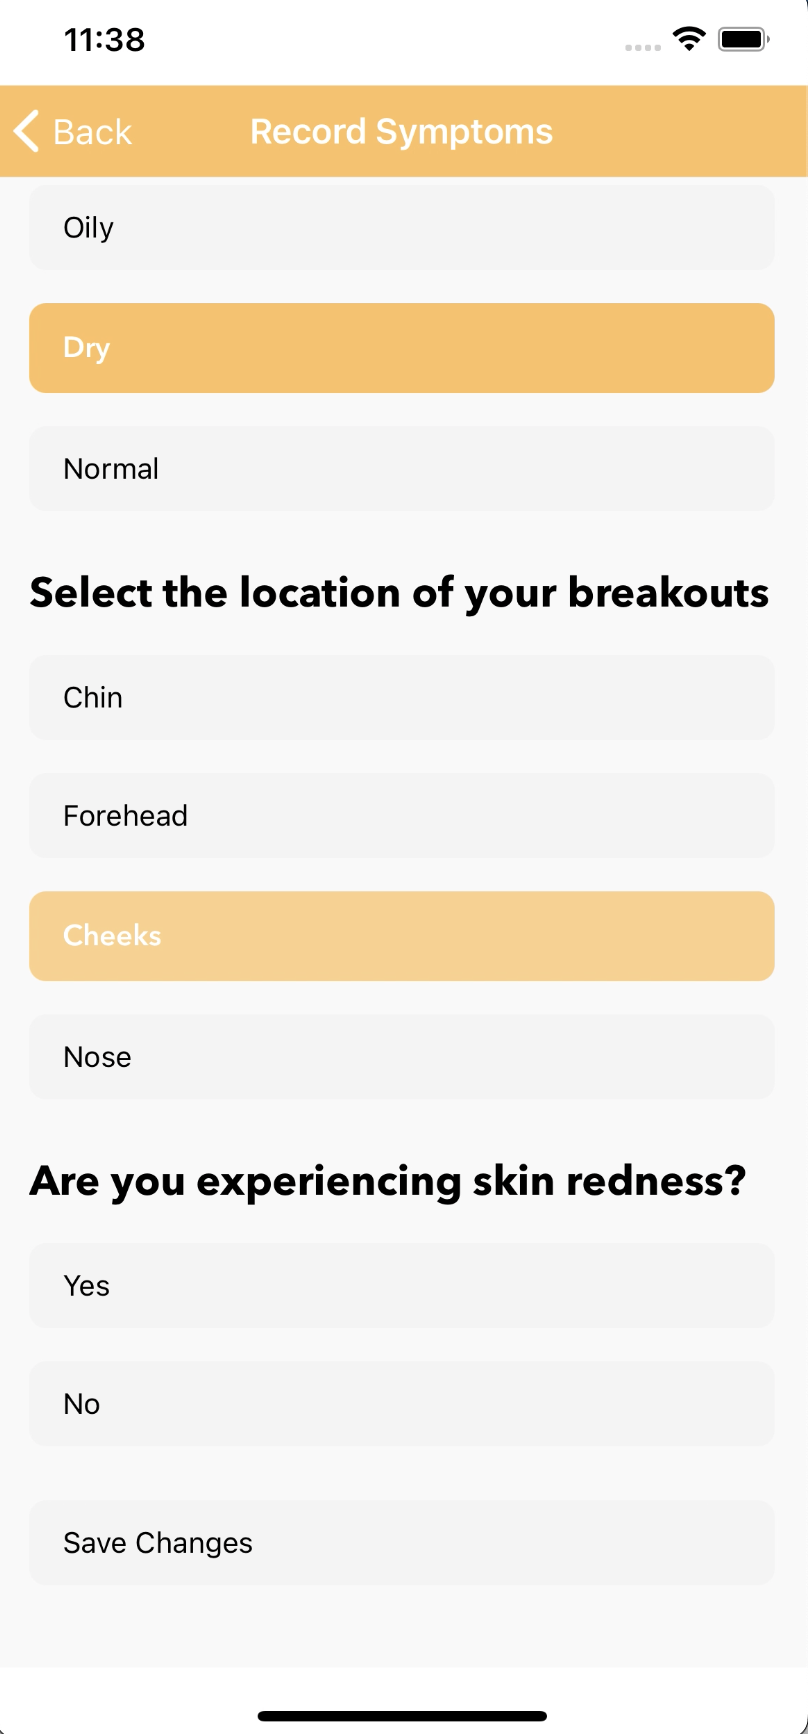 11:38
Back
Record Symptoms
Oily
Dry
Normal
Select the location of your breakouts
Chin
Forehead
Cheeks
Nose
Are you experiencing skin redness?
Yes
No
Save Changes